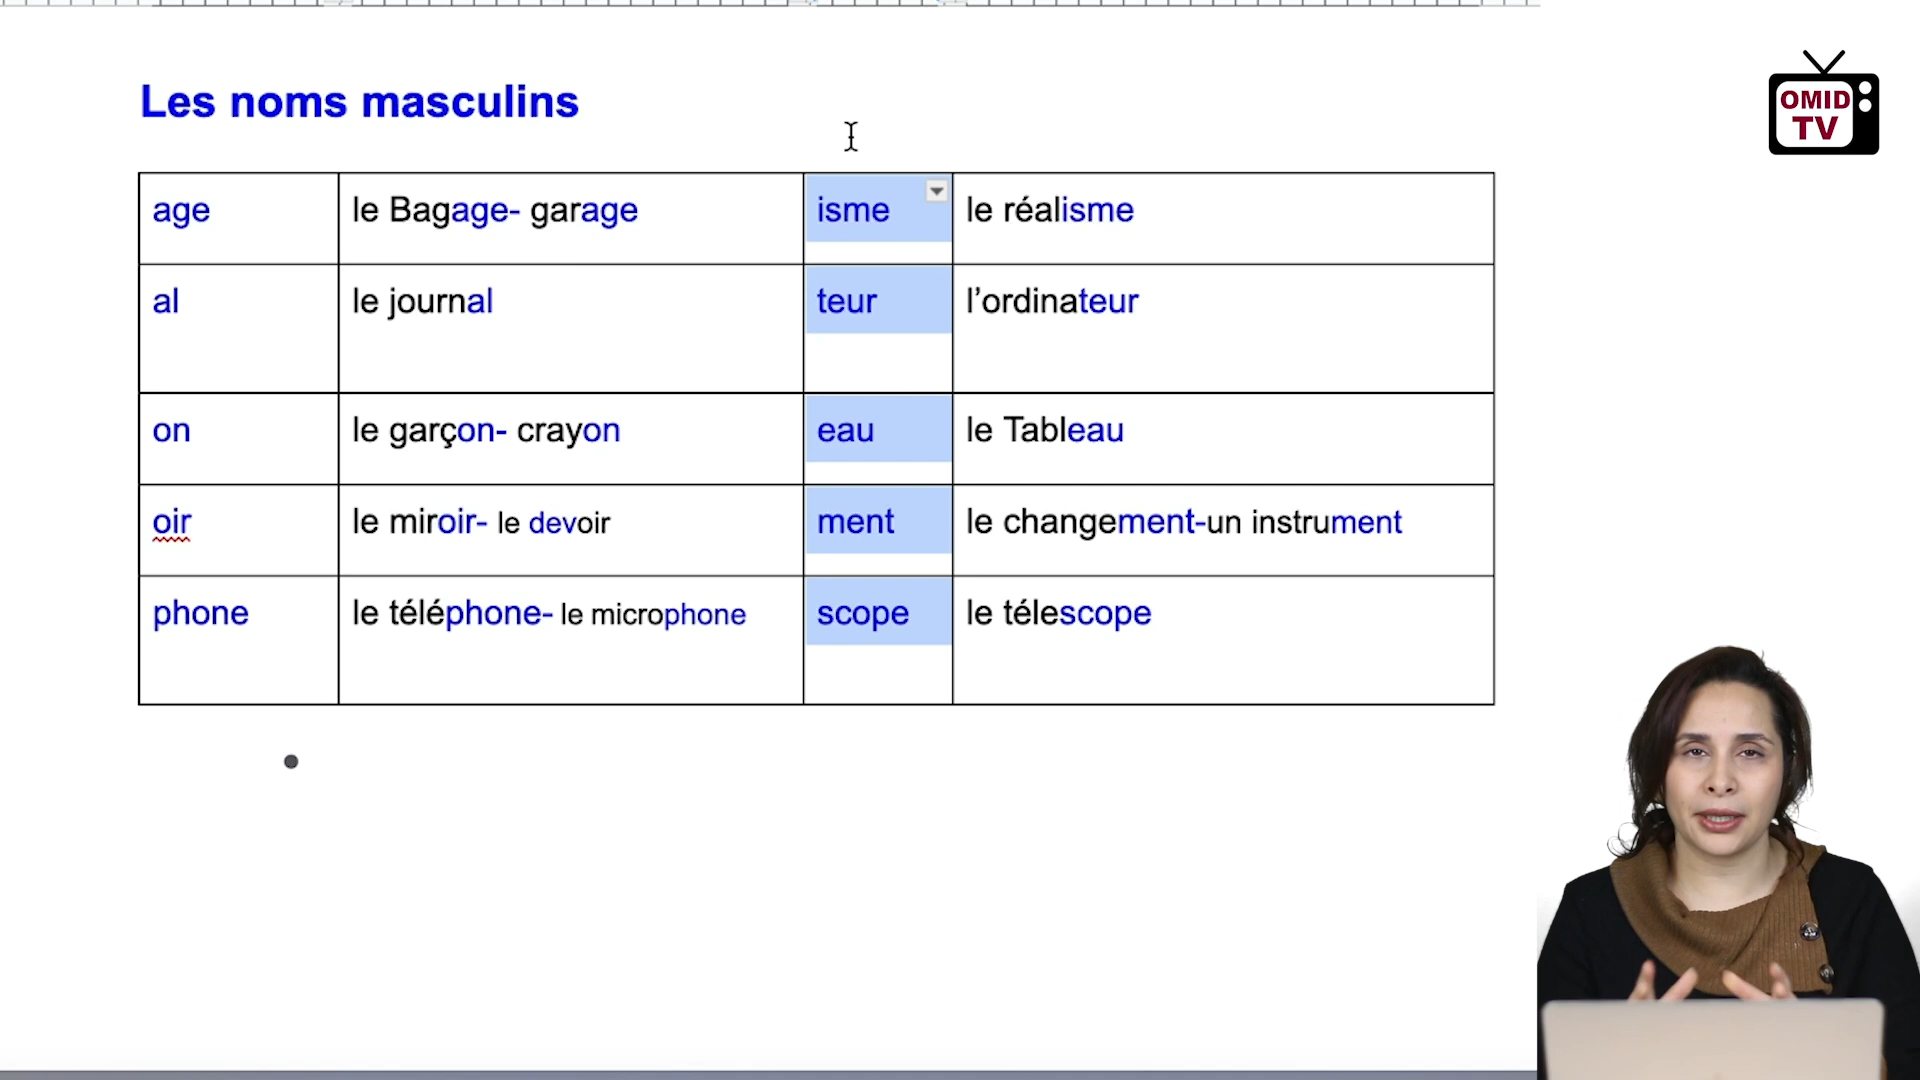 Les noms masculins
OMID
TV
age le Bagage- garage isme le réalisme
al le journal teur l’ordinateur
on le garçon- crayon eau le Tableau
oir le miroir- le devoir ment le changement-un instrument
phone le téléphone- le microphone scope le télescope